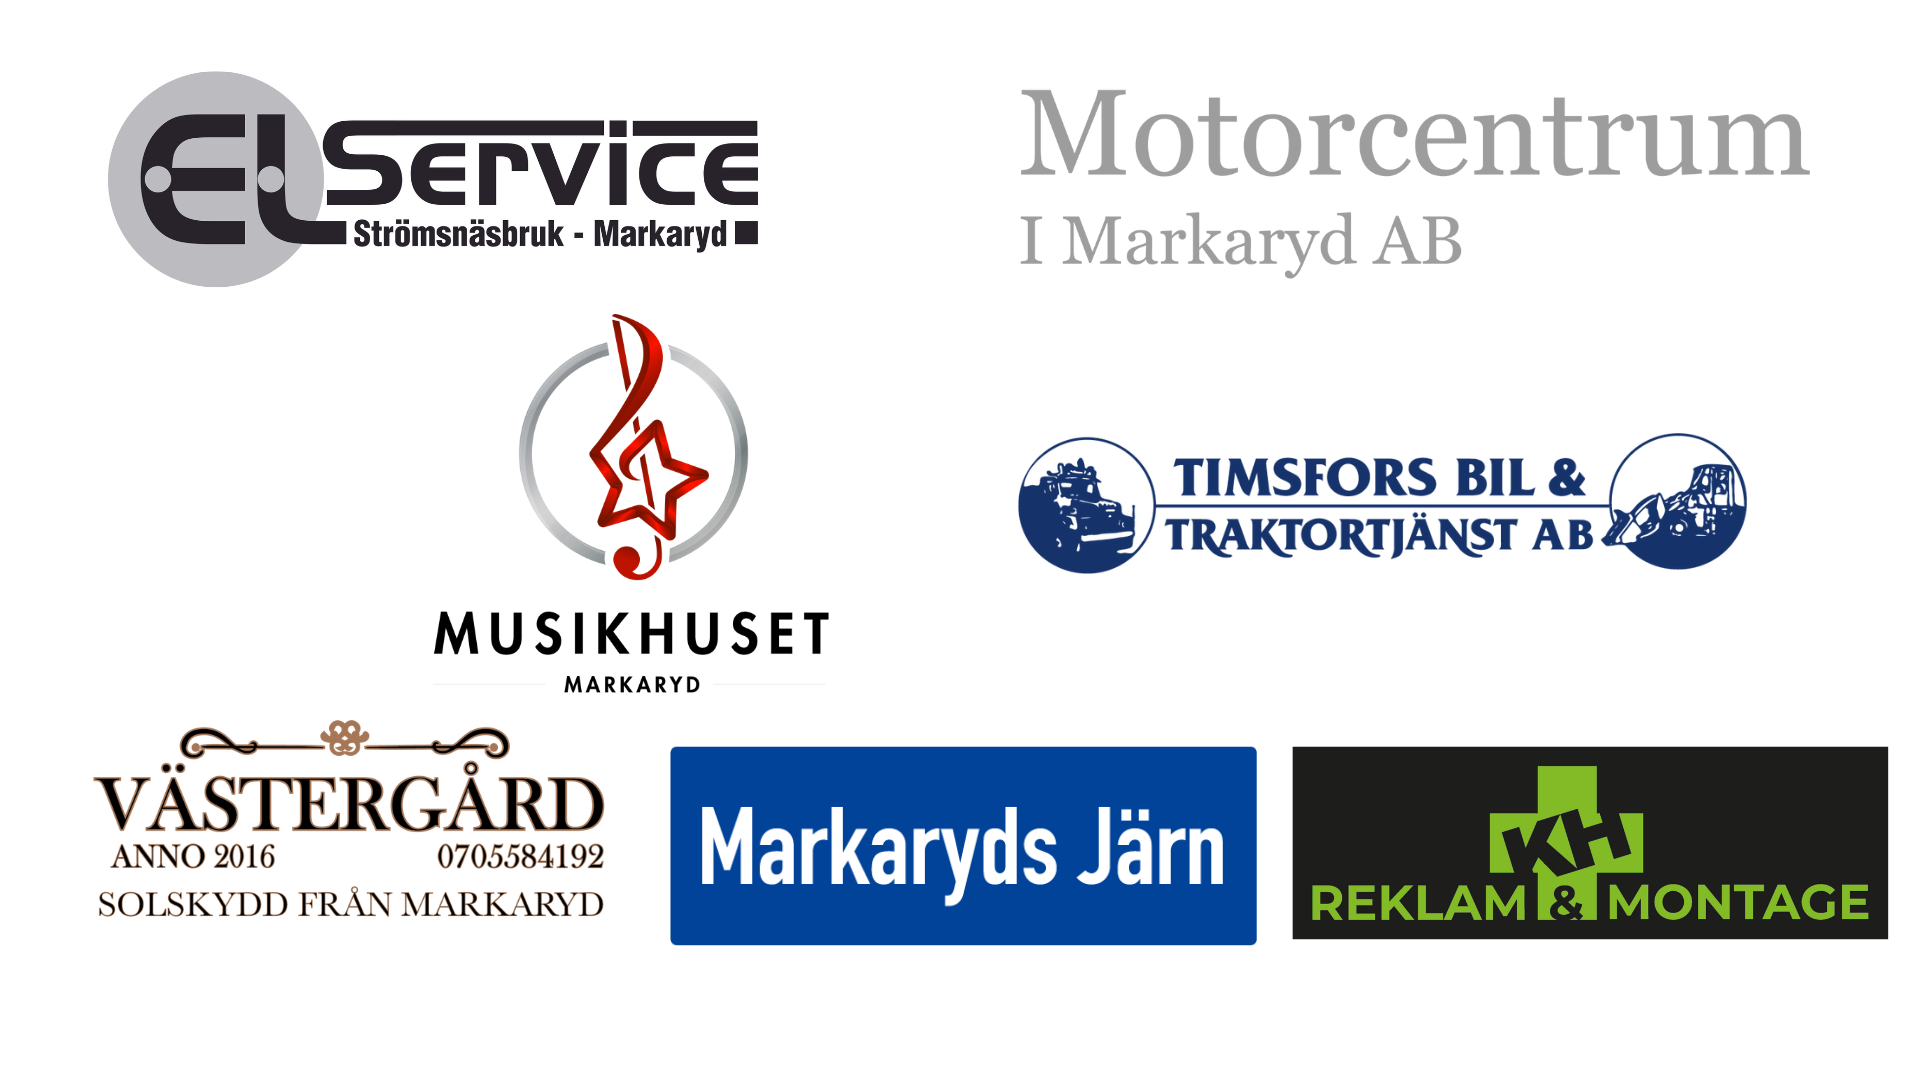 ELService
Strömsnäsbruk - Markaryd
Motorcentrum
I Markaryd AB
MUSIKHUSET
MARKARYD
TIMSFORS BIL &
TRAKTORTJÄNST AB
VÄSTERGÅRD
ANNO 2016 0705584192
SOLSKYDD FRÅN MARKARYD
Markaryds Järn
KH
REKLAM & MONTAGE